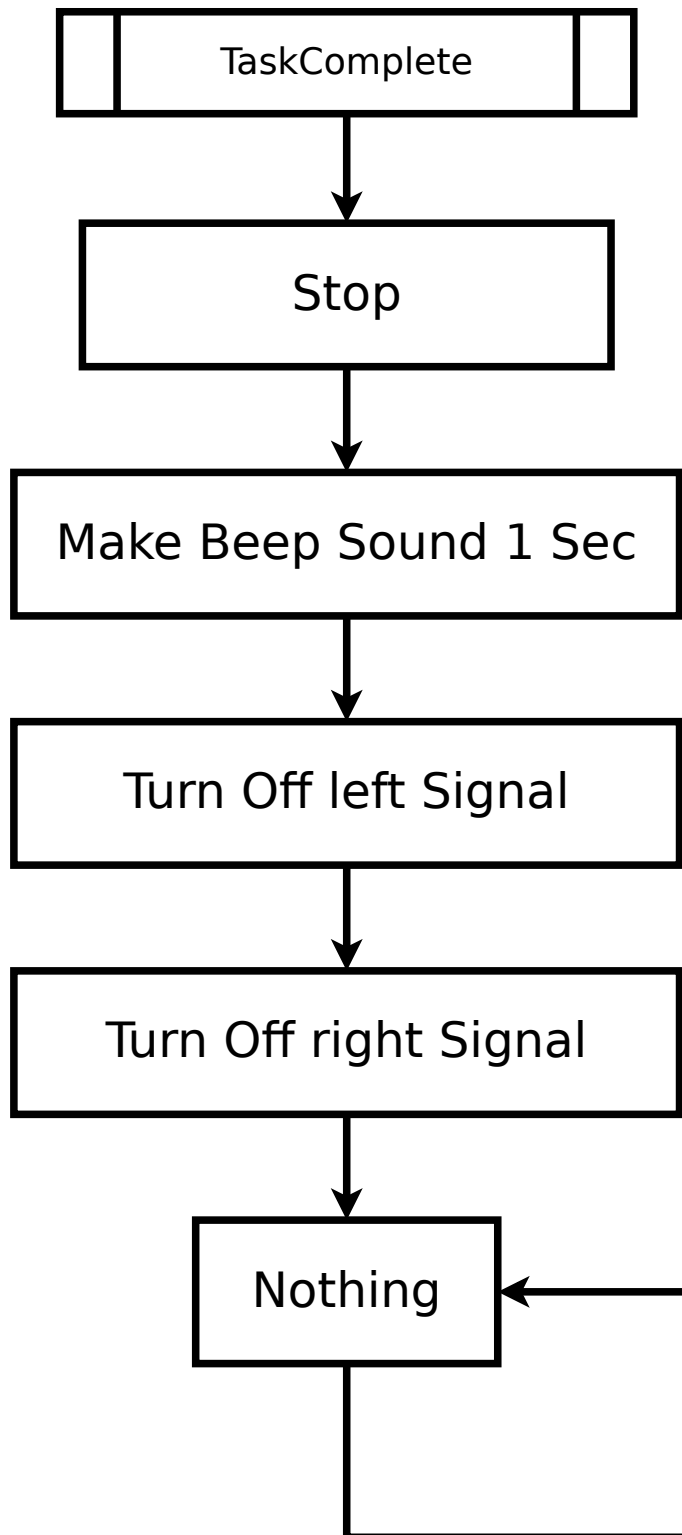 TaskComplete
Stop
Make Beep Sound 1 Sec
Turn Off left Signal
Turn Off right Signal
Nothing